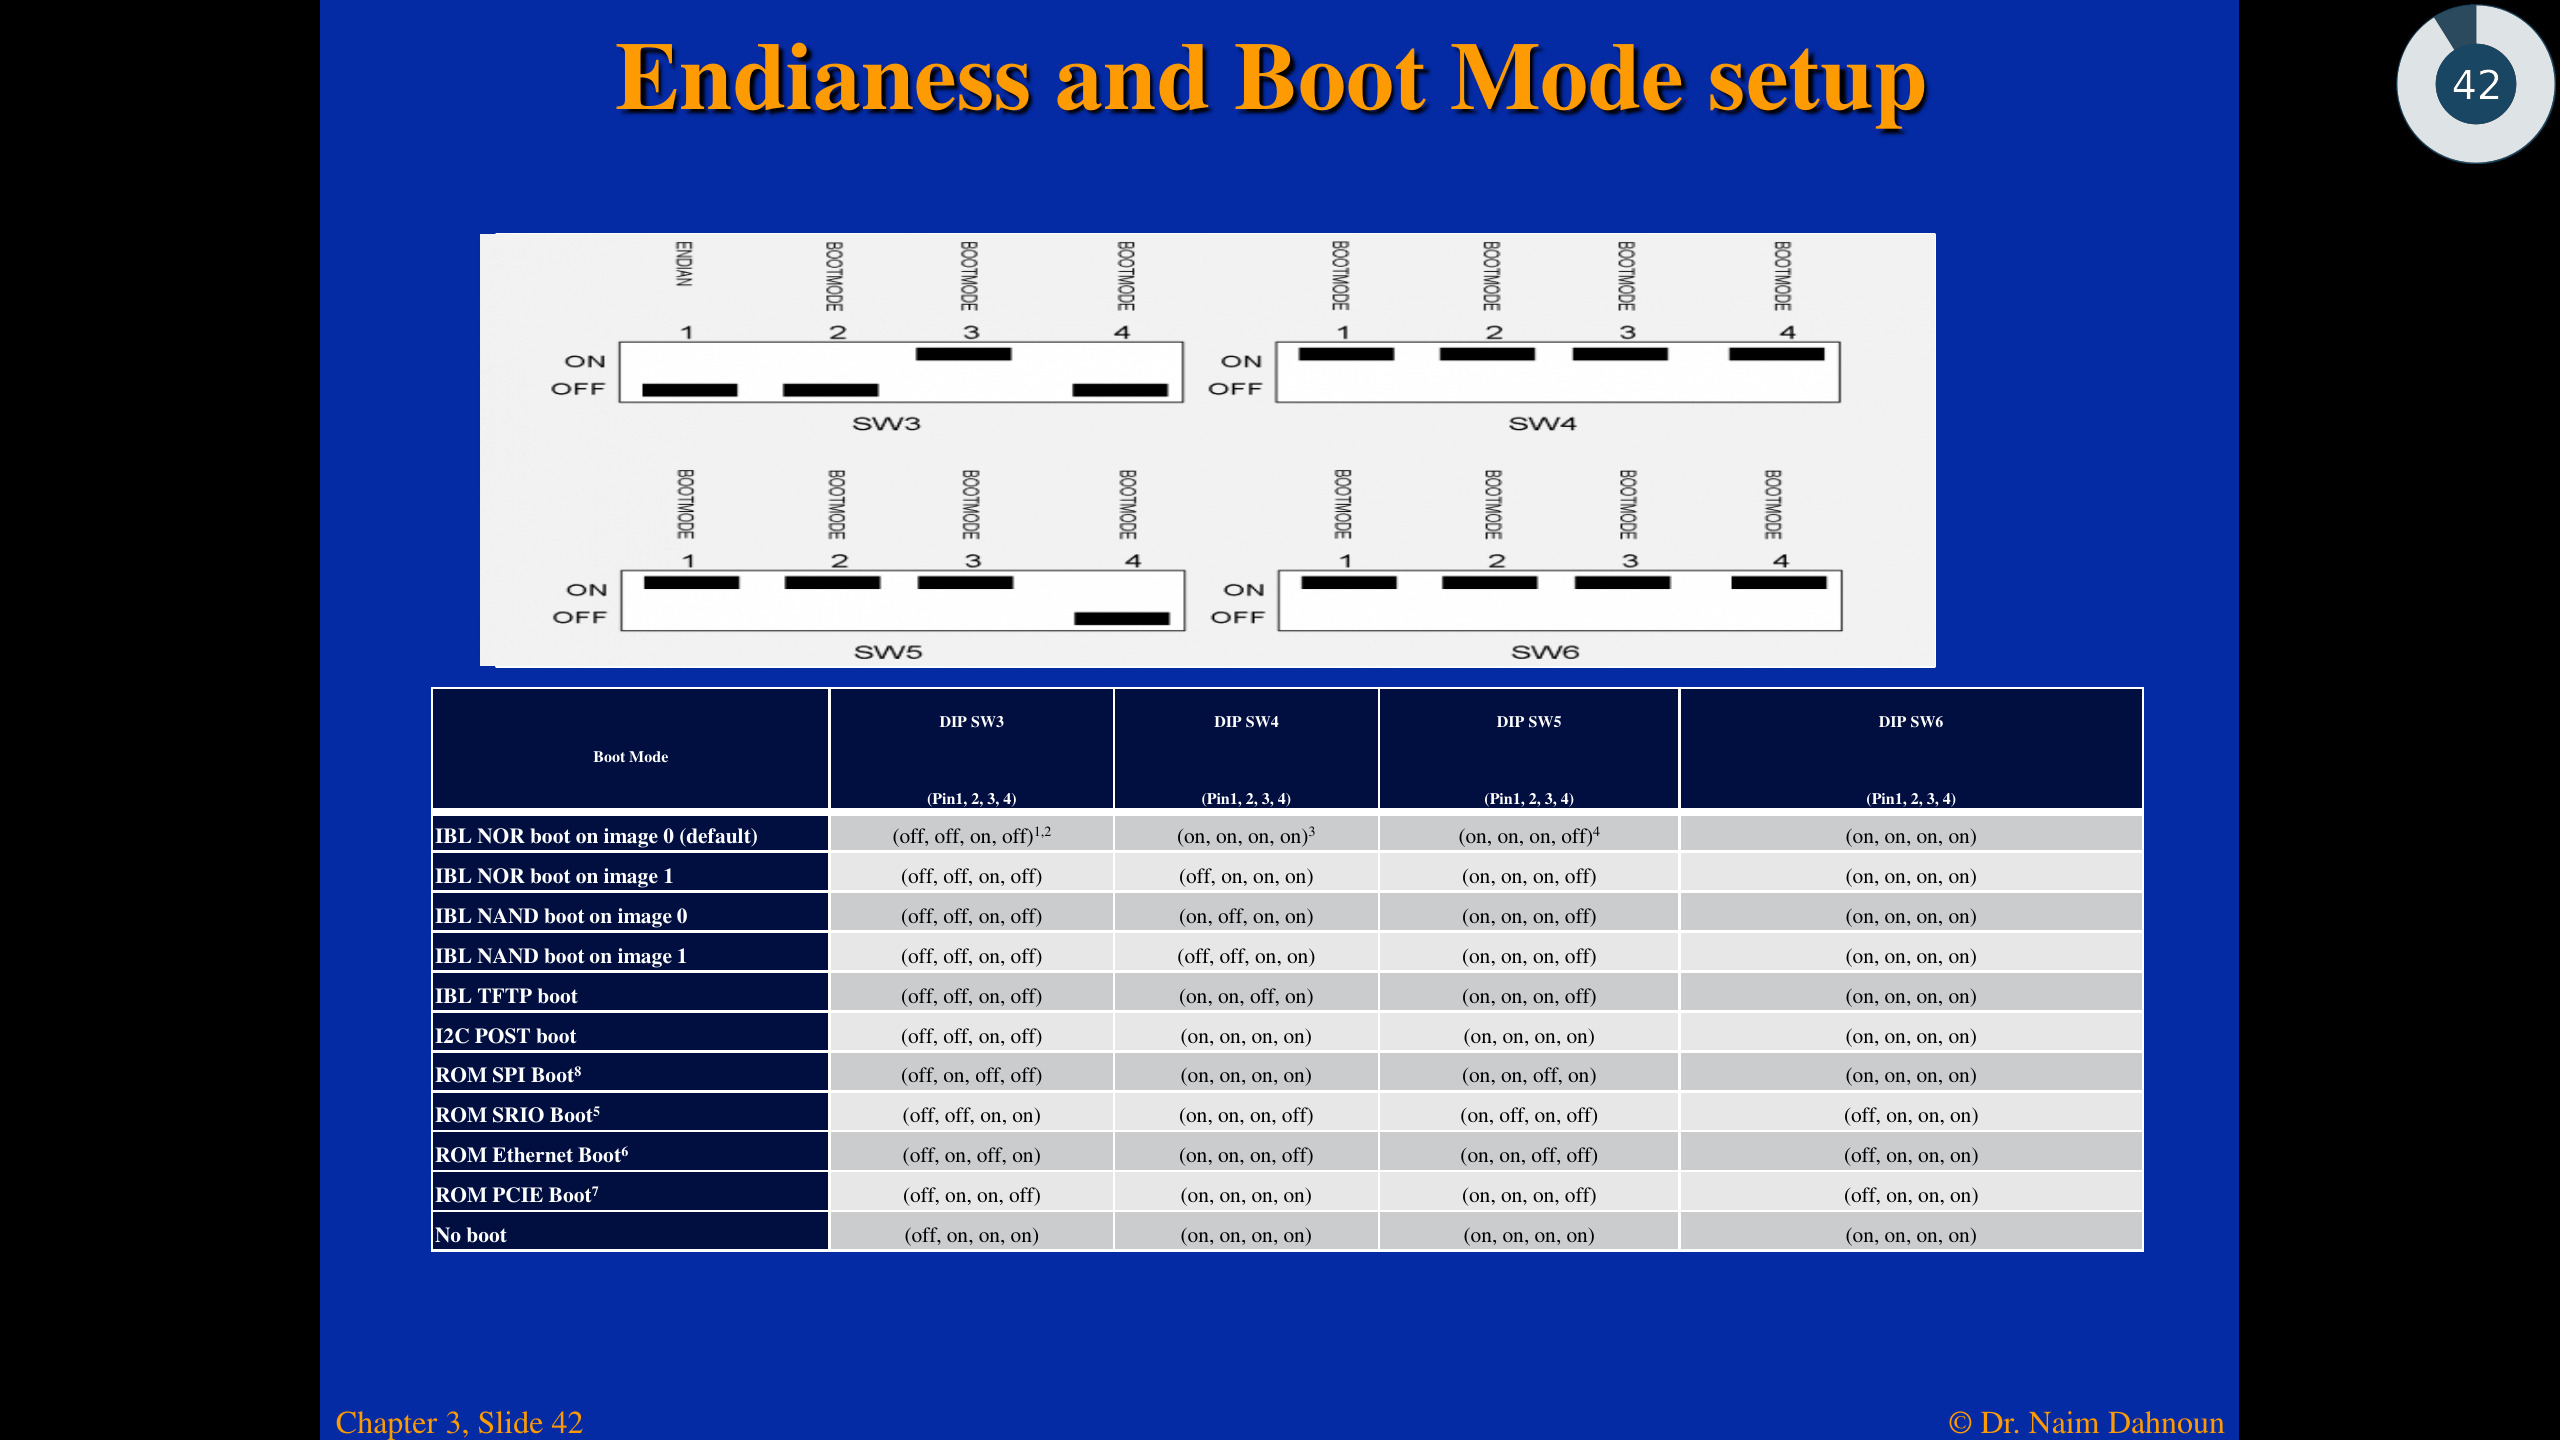 Endianess and Boot Mode setup
42
ENDIAN BOOTMODE BOOTMODE BOOTMODE BOOTMODE BOOTMODE BOOTMODE BOOTMODE
1 2 3 4 1 2 3 4
ON ON
OFF OFF
SW3 SW4
BOOTMODE BOOTMODE BOOTMODE BOOTMODE BOOTMODE BOOTMODE BOOTMODE BOOTMODE
1 2 3 4 1 2 3 4
ON ON
OFF OFF
SW5 SW6
Boot Mode DIP SW3 DIP SW4 DIP SW5 DIP SW6
(Pin1, 2, 3, 4) (Pin1, 2, 3, 4) (Pin1, 2, 3, 4) (Pin1, 2, 3, 4)
IBL NOR boot on image 0 (default) (off, off, on, off)1,2 (on, on, on, on)3 (on, on, on, off)4 (on, on, on, on)
IBL NOR boot on image 1 (off, off, on, off) (off, on, on, on) (on, on, on, off) (on, on, on, on)
IBL NAND boot on image 0 (off, off, on, off) (on, off, on, on) (on, on, on, off) (on, on, on, on)
IBL NAND boot on image 1 (off, off, on, off) (off, off, on, on) (on, on, on, off) (on, on, on, on)
IBL TFTP boot (off, off, on, off) (on, on, off, on) (on, on, on, off) (on, on, on, on)
I2C POST boot (off, off, on, off) (on, on, on, on) (on, on, on, on) (on, on, on, on)
ROM SPI Boot8 (off, on, off, off) (on, on, on, on) (on, on, off, on) (on, on, on, on)
ROM SRIO Boot5 (off, off, on, on) (on, on, on, off) (on, off, on, off) (off, on, on, on)
ROM Ethernet Boot6 (off, on, off, on) (on, on, on, off) (on, on, off, off) (off, on, on, on)
ROM PCIE Boot7 (off, on, on, off) (on, on, on, on) (on, on, on, off) (off, on, on, on)
No boot (off, on, on, on) (on, on, on, on) (on, on, on, on) (on, on, on, on)
Chapter 3, Slide 42 © Dr. Naim Dahnoun